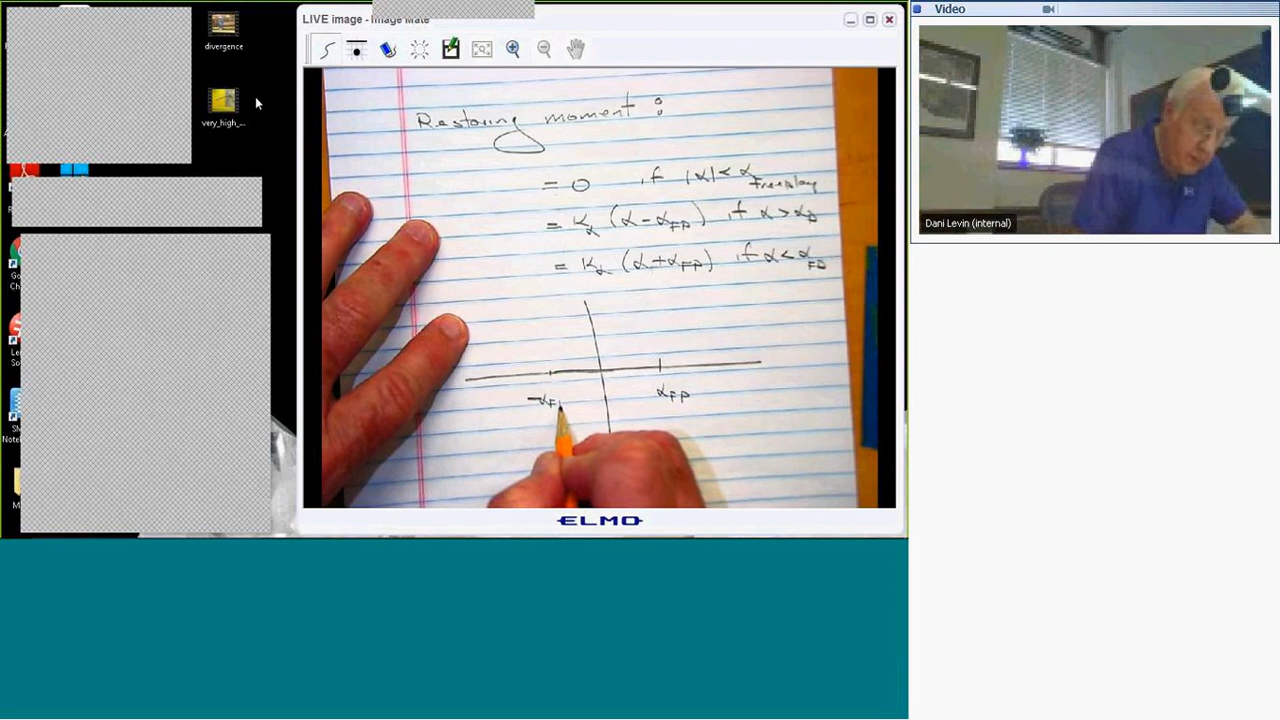 LIVE image - Image Mate
Video
divergence
very_high_...
Restoring moment :
= 0 if |α| < α Freeplay
= Kα (α - αFP) if α > αFP
= Kα (α + αFP) if α < αFP
-αF
αFP
Dani Levin (internal)
ELMO